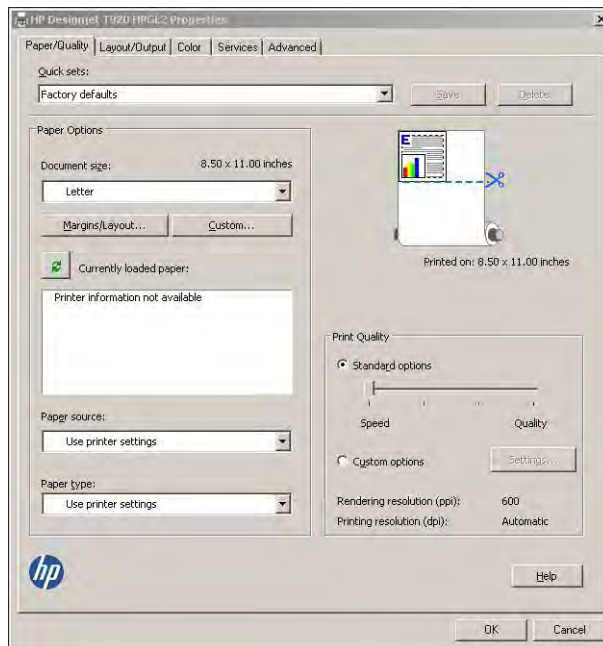 HP Designjet T920 HPGL2 Properties
Paper/Quality Layout/Output Color Services Advanced
Quick sets:
Factory defaults Save Delete
Paper Options
Document size: 8.50 x 11.00 inches
Letter
Margins/Layout... Custom...
Currently loaded paper:
Printer information not available
Paper source:
Use printer settings
Paper type:
Use printer settings
E
Printed on: 8.50 x 11.00 inches
Print Quality
Standard options
Speed Quality
Custom options Settings...
Rendering resolution (ppi): 600
Printing resolution (dpi): Automatic
hp
Help
OK Cancel